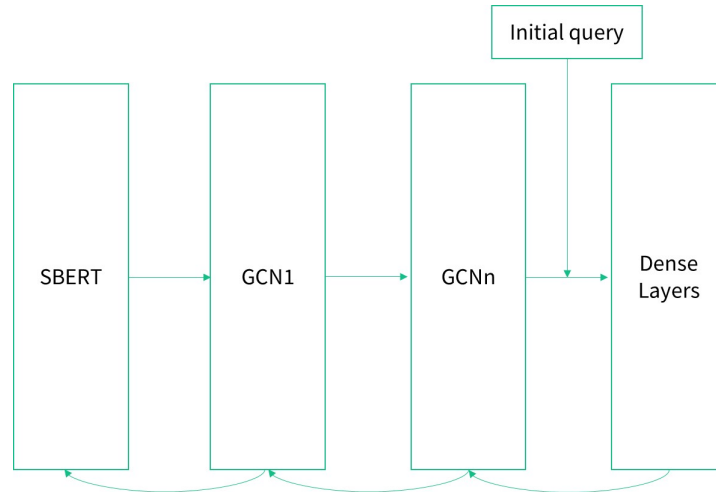 Initial query
SBERT
GCN1
GCNn
Dense
Layers